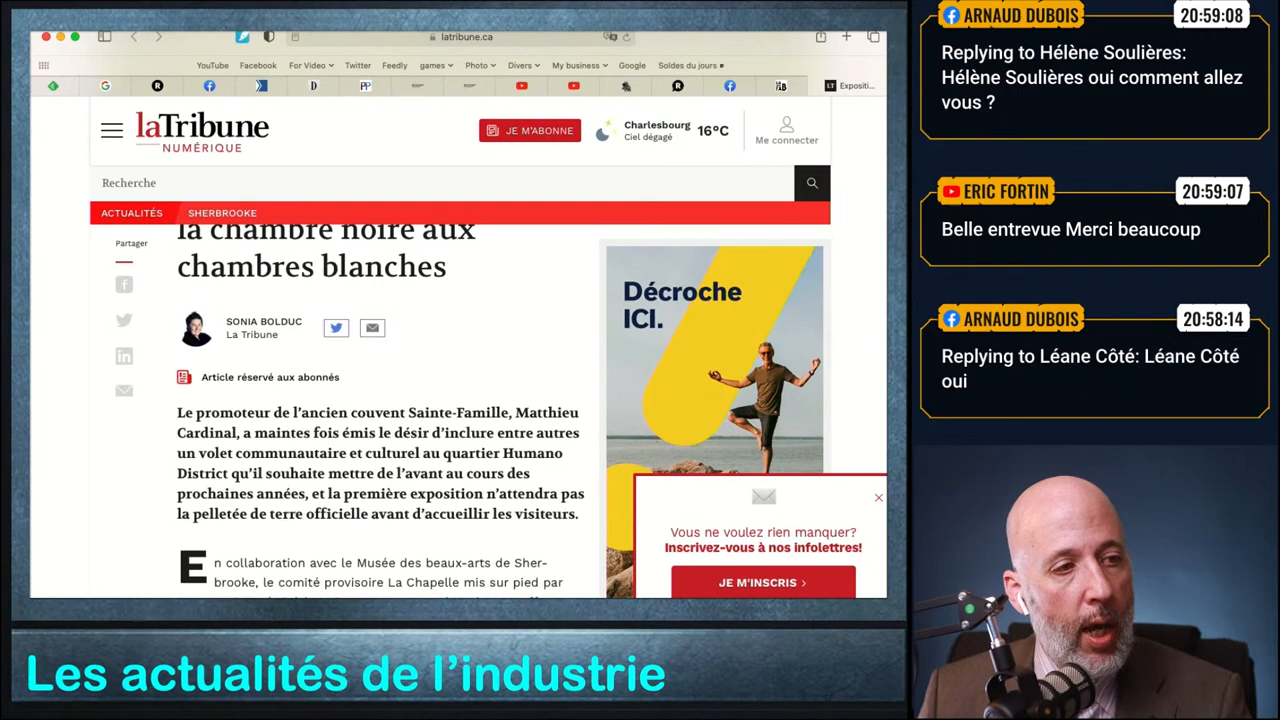 latribune.ca
YouTube Facebook For Video Twitter Feedly games Photo Divers My business Google Soldes du jours
Expositi...
laTribune
NUMÉRIQUE
JE M'ABONNE
Charlesbourg
Ciel dégagé
16°C
Me connecter
Recherche
ACTUALITÉS
SHERBROOKE
Partager
la chambre noire aux
chambres blanches
SONIA BOLDUC
La Tribune
Article réservé aux abonnés
Le promoteur de l'ancien couvent Sainte-Famille, Matthieu
Cardinal, a maintes fois émis le désir d'inclure entre autres
un volet communautaire et culturel au quartier Humano
District qu'il souhaite mettre de l'avant au cours des
prochaines années, et la première exposition n'attendra pas
la pelletée de terre officielle avant d'accueillir les visiteurs.
En collaboration avec le Musée des beaux-arts de Sher-
brooke, le comité provisoire La Chapelle mis sur pied par
Décroche
ICI.
Vous ne voulez rien manquer?
Inscrivez-vous à nos infolettres!
JE M'INSCRIS >
ARNAUD DUBOIS
20:59:08
Replying to Hélène Soulières:
Hélène Soulières oui comment allez
vous ?
ERIC FORTIN
20:59:07
Belle entrevue Merci beaucoup
ARNAUD DUBOIS
20:58:14
Replying to Léane Côté: Léane Côté
oui
Les actualités de l'industrie